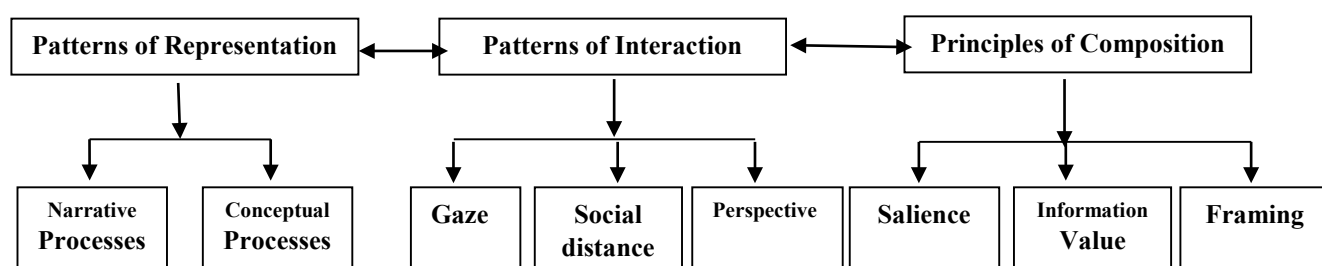 Patterns of Representation
Patterns of Interaction
Principles of Composition
Narrative
Processes
Conceptual
Processes
Gaze
Social
distance
Perspective
Salience
Information
Value
Framing